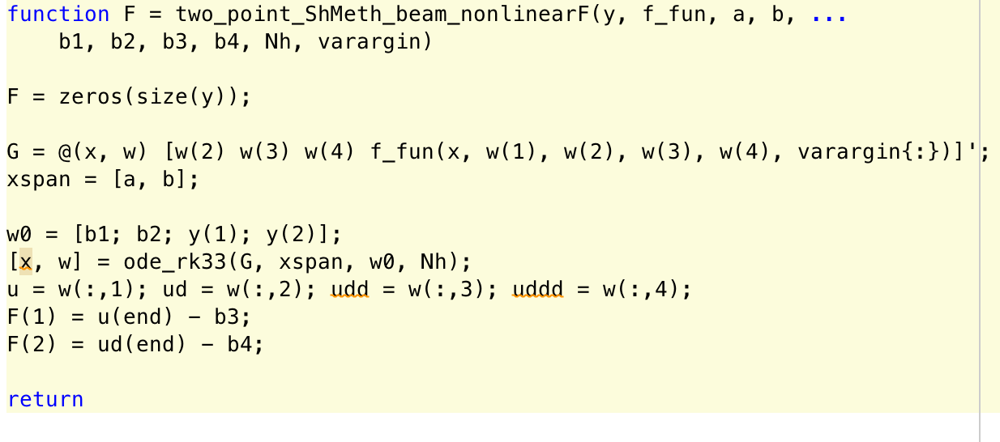 function F = two_point_ShMeth_beam_nonlinearF(y, f_fun, a, b, ...
    b1, b2, b3, b4, Nh, varargin)

F = zeros(size(y));

G = @(x, w) [w(2) w(3) w(4) f_fun(x, w(1), w(2), w(3), w(4), varargin{:})]';
xspan = [a, b];

w0 = [b1; b2; y(1); y(2)];
[x, w] = ode_rk33(G, xspan, w0, Nh);
u = w(:,1); ud = w(:,2); udd = w(:,3); uddd = w(:,4);
F(1) = u(end) - b3;
F(2) = ud(end) - b4;

return